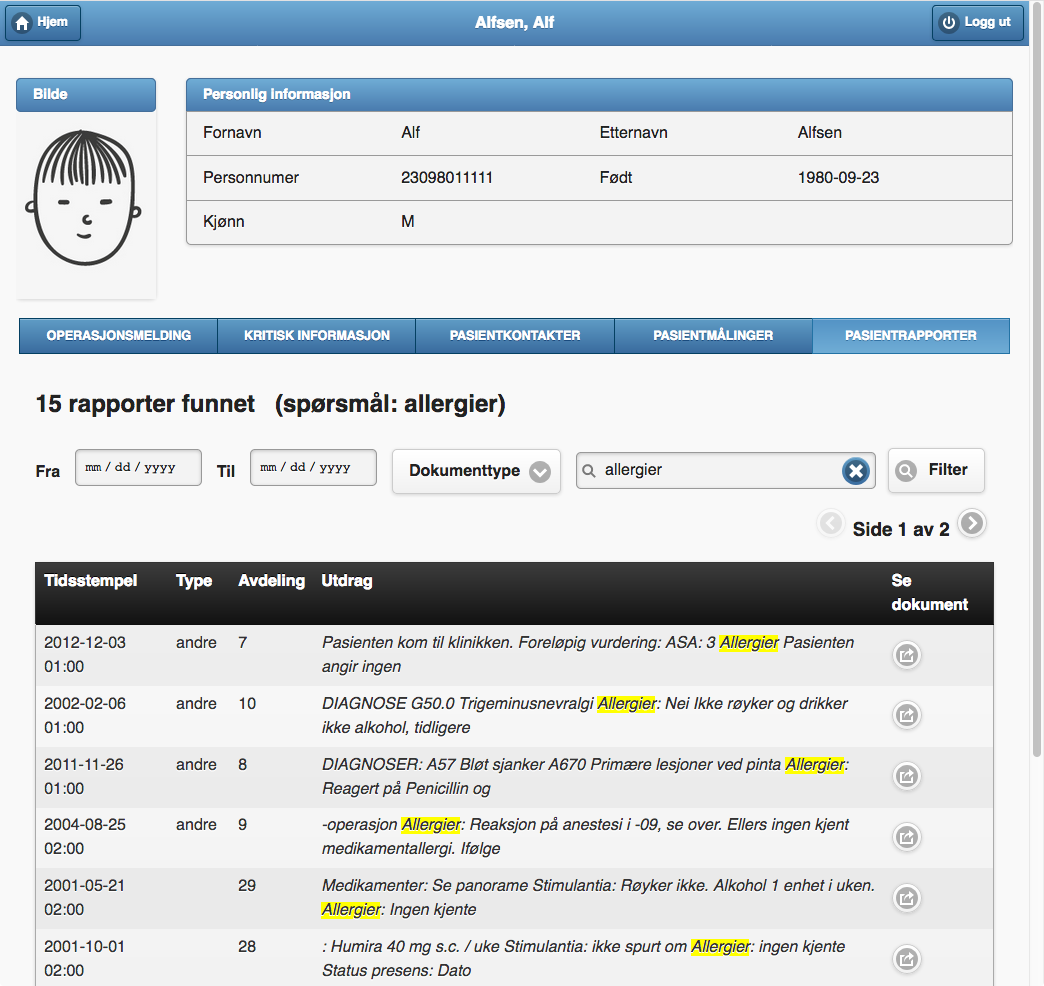 Hjem
Alfsen, Alf
Logg ut
Bilde
Personlig informasjon
Fornavn Alf Etternavn Alfsen
Personnumer 23098011111 Født 1980-09-23
Kjønn M
OPERASJONSMELDING KRITISK INFORMASJON PASIENTKONTAKTER PASIENTMÅLINGER PASIENTRAPPORTER
15 rapporter funnet (spørsmål: allergier)
Fra mm / dd / yyyy Til mm / dd / yyyy Dokumenttype allergier Filter
Side 1 av 2
Tidsstempel Type Avdeling Utdrag Se
dokument
2012-12-03 andre 7 Pasienten kom til klinikken. Foreløpig vurdering: ASA: 3 Allergier Pasienten
01:00 angir ingen
2002-02-06 andre 10 DIAGNOSE G50.0 Trigeminusnevralgi Allergier: Nei Ikke røyker og drikker
01:00 ikke alkohol, tidligere
2011-11-26 andre 8 DIAGNOSER: A57 Bløt sjanker A670 Primære lesjoner ved pinta Allergier:
01:00 Reagert på Penicillin og
2004-08-25 andre 9 -operasjon Allergier: Reaksjon på anestesi i -09, se over. Ellers ingen kjent
02:00 medikamentallergi. Ifølge
2001-05-21 29 Medikamenter: Se panorame Stimulantia: Røyker ikke. Alkohol 1 enhet i uken.
02:00 Allergier: Ingen kjente
2001-10-01 28 : Humira 40 mg s.c. / uke Stimulantia: ikke spurt om Allergier: ingen kjente
02:00 Status presens: Dato